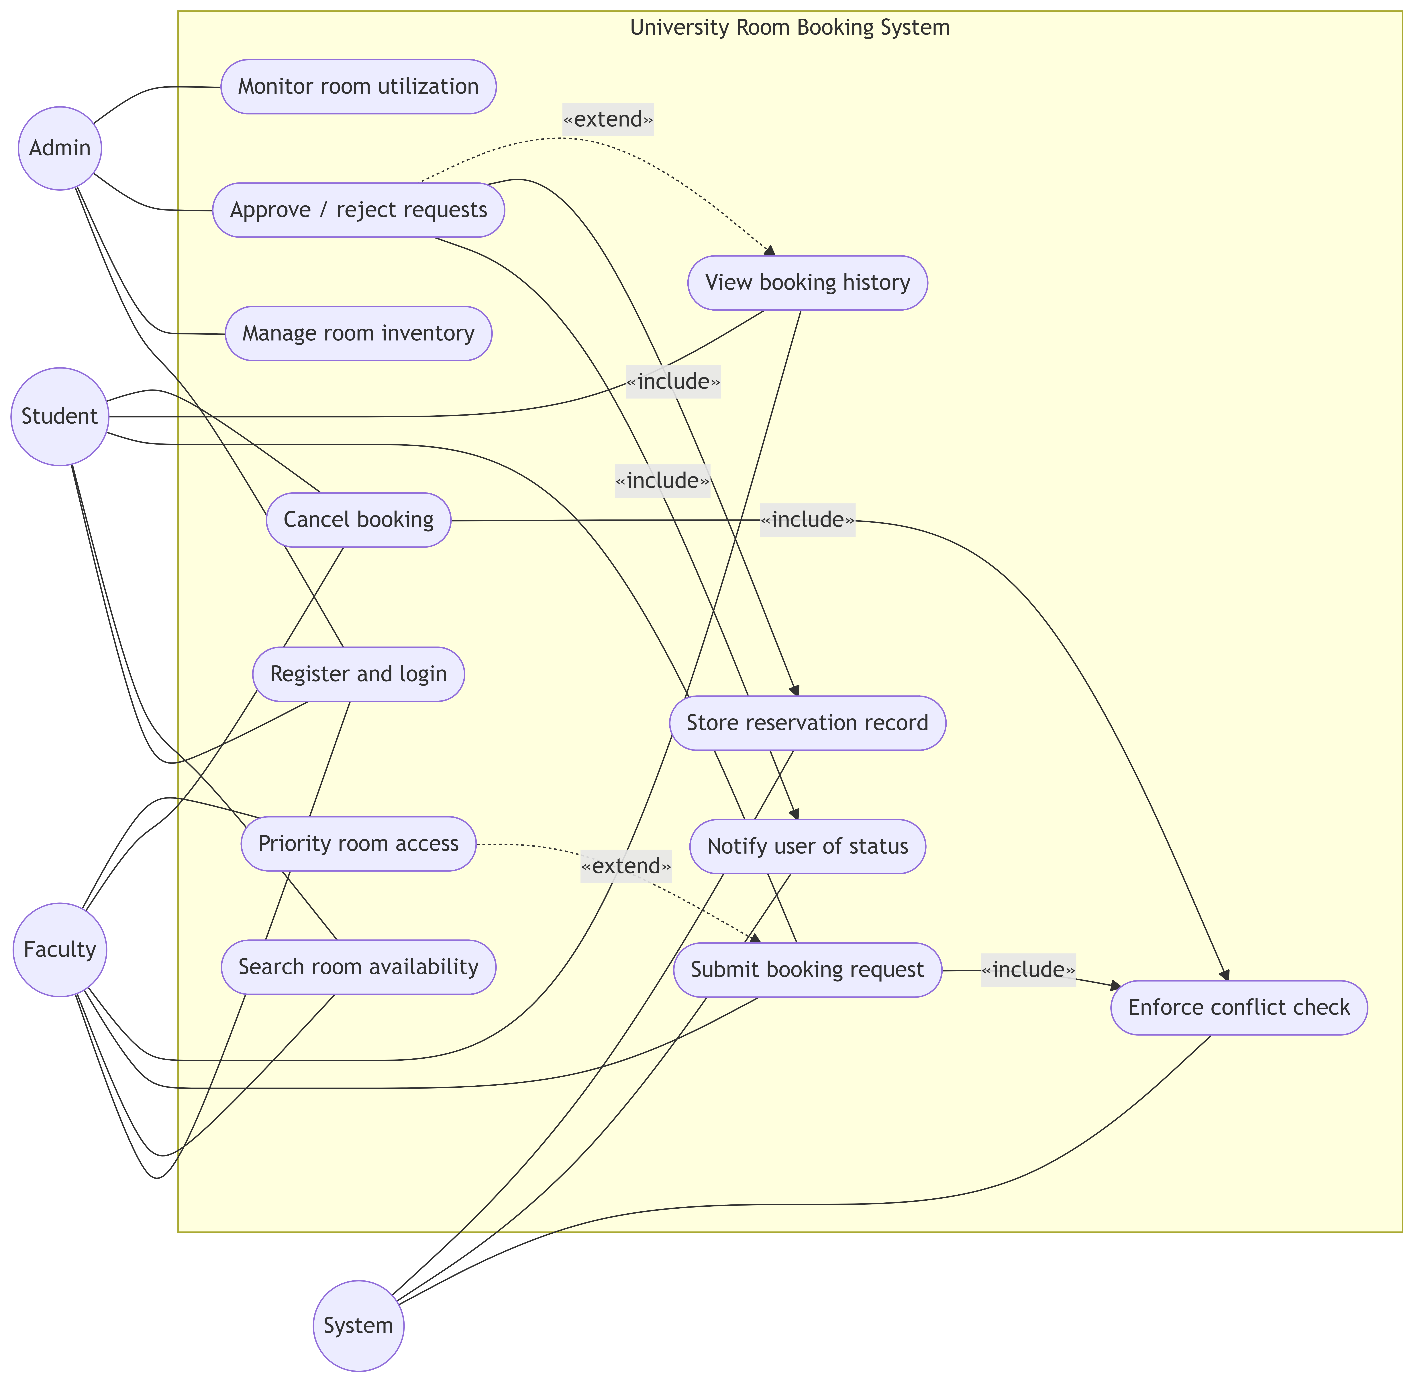 University Room Booking System
Monitor room utilization
«extend»
Admin
Approve / reject requests
View booking history
Manage room inventory
«include»
Student
«include»
Cancel booking
«include»
Register and login
Store reservation record
Priority room access
Notify user of status
«extend»
Faculty
Search room availability
Submit booking request
«include»
Enforce conflict check
System